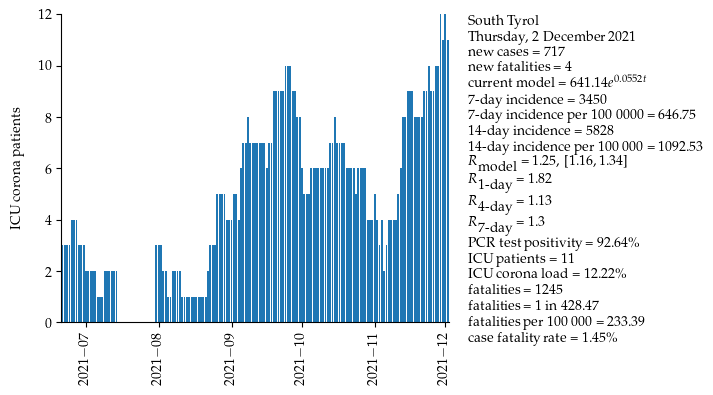 12
10
8
6
4
2
0
ICU corona patients
2021−07
2021−08
2021−09
2021−10
2021−11
2021−12
South Tyrol
Thursday, 2 December 2021
new cases = 717
new fatalities = 4
current model = 641.14e^0.0552t
7-day incidence = 3450
7-day incidence per 100 0000 = 646.75
14-day incidence = 5828
14-day incidence per 100 000 = 1092.53
R_model = 1.25, [1.16, 1.34]
R_1-day = 1.82
R_4-day = 1.13
R_7-day = 1.3
PCR test positivity = 92.64%
ICU patients = 11
ICU corona load = 12.22%
fatalities = 1245
fatalities = 1 in 428.47
fatalities per 100 000 = 233.39
case fatality rate = 1.45%